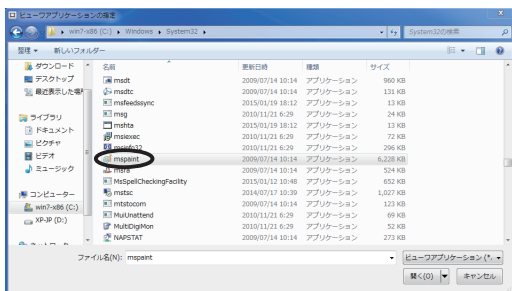 ビューアプリケーションの指定
win7-x86 (C:) ▸ Windows ▸ System32 ▸
System32の検索
整理 ▼ 新しいフォルダー
名前 更新日時 種類 サイズ
ダウンロード
デスクトップ
最近表示した場所
ライブラリ
ドキュメント
ピクチャ
ビデオ
ミュージック
コンピューター
win7-x86 (C:)
XP-JP (D:)
msdt 2009/07/14 10:14 アプリケーション 960 KB
msdtc 2009/07/14 10:14 アプリケーション 131 KB
msfeedssync 2015/01/19 18:12 アプリケーション 13 KB
msg 2010/11/21 6:29 アプリケーション 24 KB
mshta 2015/01/19 18:13 アプリケーション 13 KB
msiexec 2010/11/21 6:29 アプリケーション 72 KB
msinfo32 2010/11/21 6:29 アプリケーション 296 KB
mspaint 2009/07/14 10:14 アプリケーション 6,228 KB
msra 2009/07/14 10:14 アプリケーション 524 KB
MsSpellCheckingFacility 2015/01/12 10:48 アプリケーション 652 KB
mstsc 2014/07/17 10:39 アプリケーション 1,027 KB
mtstocom 2009/07/14 10:14 アプリケーション 123 KB
MuiUnattend 2010/11/21 6:29 アプリケーション 69 KB
MultiDigiMon 2010/11/21 6:29 アプリケーション 52 KB
NAPSTAT 2009/07/14 10:14 アプリケーション 273 KB
ファイル名(N): mspaint
ビューアプリケーション (*.
開く(O) キャンセル